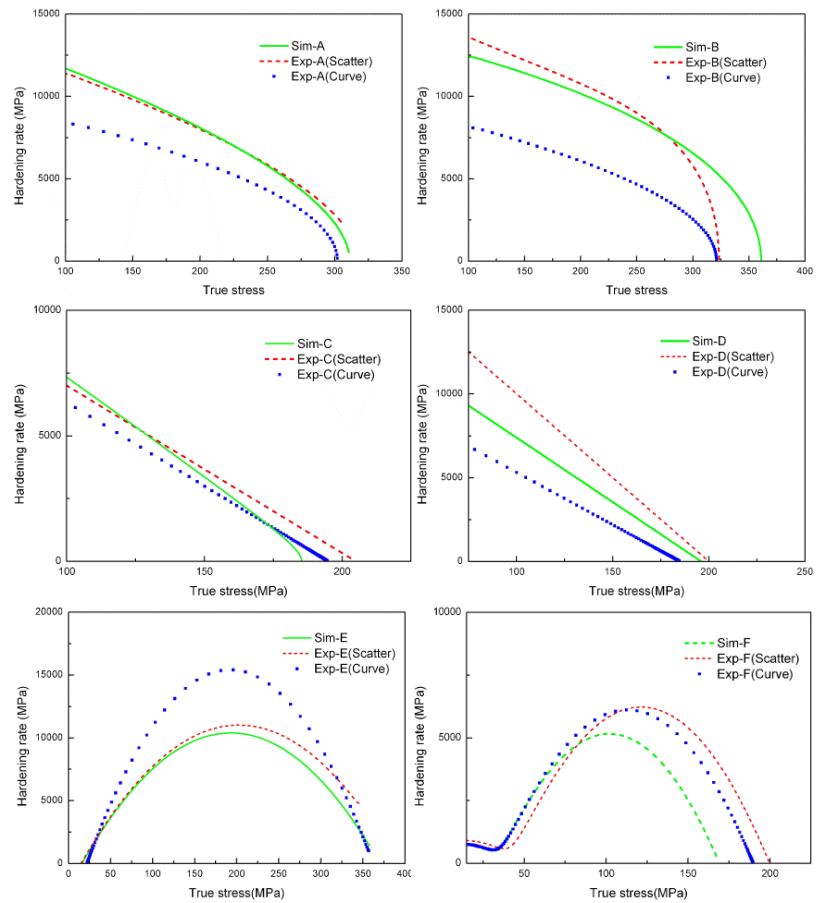 15000
10000
5000
0
Hardening rate (MPa)
Sim-A
Exp-A(Scatter)
Exp-A(Curve)
100 150 200 250 300 350
True stress
15000
10000
5000
0
Hardening rate (MPa)
Sim-B
Exp-B(Scatter)
Exp-B(Curve)
100 150 200 250 300 350 400
True stress
10000
5000
0
Hardening rate (MPa)
Sim-C
Exp-C(Scatter)
Exp-C(Curve)
100 150 200
True stress(MPa)
15000
10000
5000
0
Hardening rate (MPa)
Sim-D
Exp-D(Scatter)
Exp-D(Curve)
100 150 200 250
True stress(MPa)
20000
15000
10000
5000
0
Hardening rate (MPa)
Sim-E
Exp-E(Scatter)
Exp-E(Curve)
0 50 100 150 200 250 300 350 400
True stress(MPa)
10000
5000
0
Hardening rate (MPa)
Sim-F
Exp-F(Scatter)
Exp-F(Curve)
50 100 150 200
True stress(MPa)